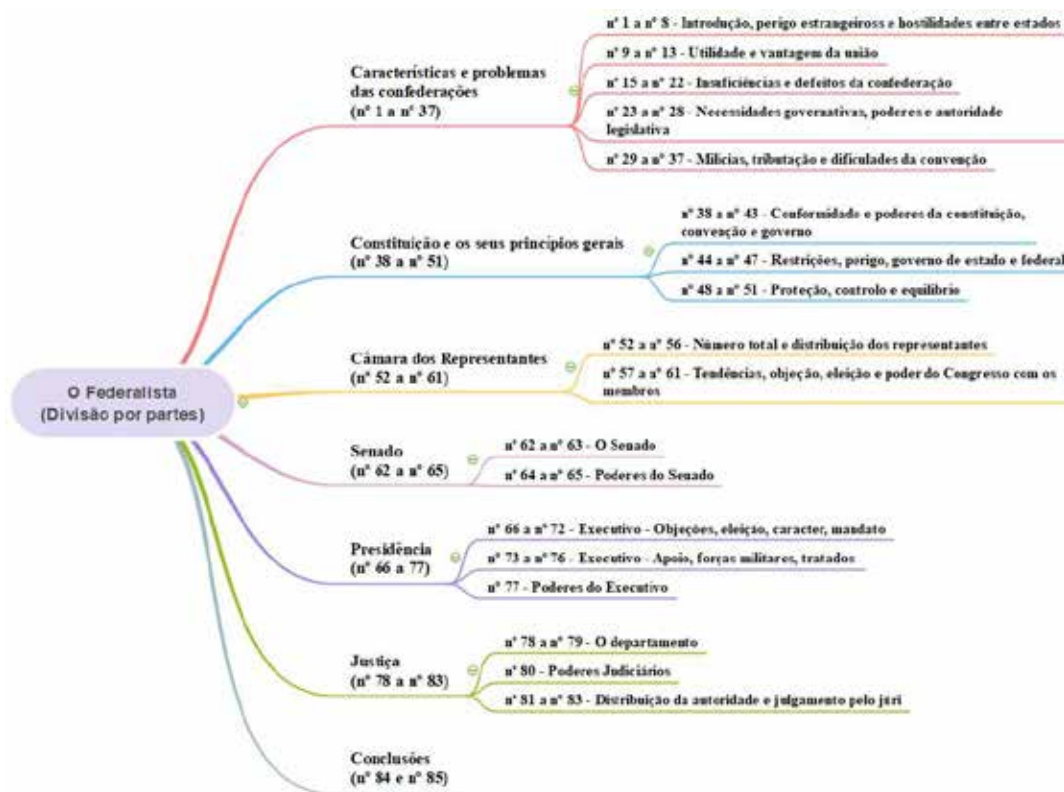 O Federalista
(Divisão por partes)
Características e problemas
das confederações
(nº 1 a nº 37)
nº 1 a nº 8 - Introdução, perigo estrangeiross e hostilidades entre estados
nº 9 a nº 13 - Utilidade e vantagem da união
nº 15 a nº 22 - Insuficiências e defeitos da confederação
nº 23 a nº 28 - Necessidades governativas, poderes e autoridade
legislativa
nº 29 a nº 37 - Milicias, tributação e dificulades da convenção
Constituição e os seus princípios gerais
(nº 38 a nº 51)
nº 38 a nº 43 - Conformidade e poderes da constituição,
convenção e governo
nº 44 a nº 47 - Restrições, perigo, governo de estado e federal
nº 48 a nº 51 - Proteção, controlo e equilíbrio
Câmara dos Representantes
(nº 52 a nº 61)
nº 52 a nº 56 - Número total e distribuição dos representantes
nº 57 a nº 61 - Tendências, objeção, eleição e poder do Congresso com os
membros
Senado
(nº 62 a nº 65)
nº 62 a nº 63 - O Senado
nº 64 a nº 65 - Poderes do Senado
Presidência
(nº 66 a 77)
nº 66 a nº 72 - Executivo - Objeções, eleição, caracter, mandato
nº 73 a nº 76 - Executivo - Apoio, forças militares, tratados
nº 77 - Poderes do Executivo
Justiça
(nº 78 a nº 83)
nº 78 a nº 79 - O departamento
nº 80 - Poderes Judiciários
nº 81 a nº 83 - Distribuição da autoridade e julgamento pelo júri
Conclusões
(nº 84 e nº 85)